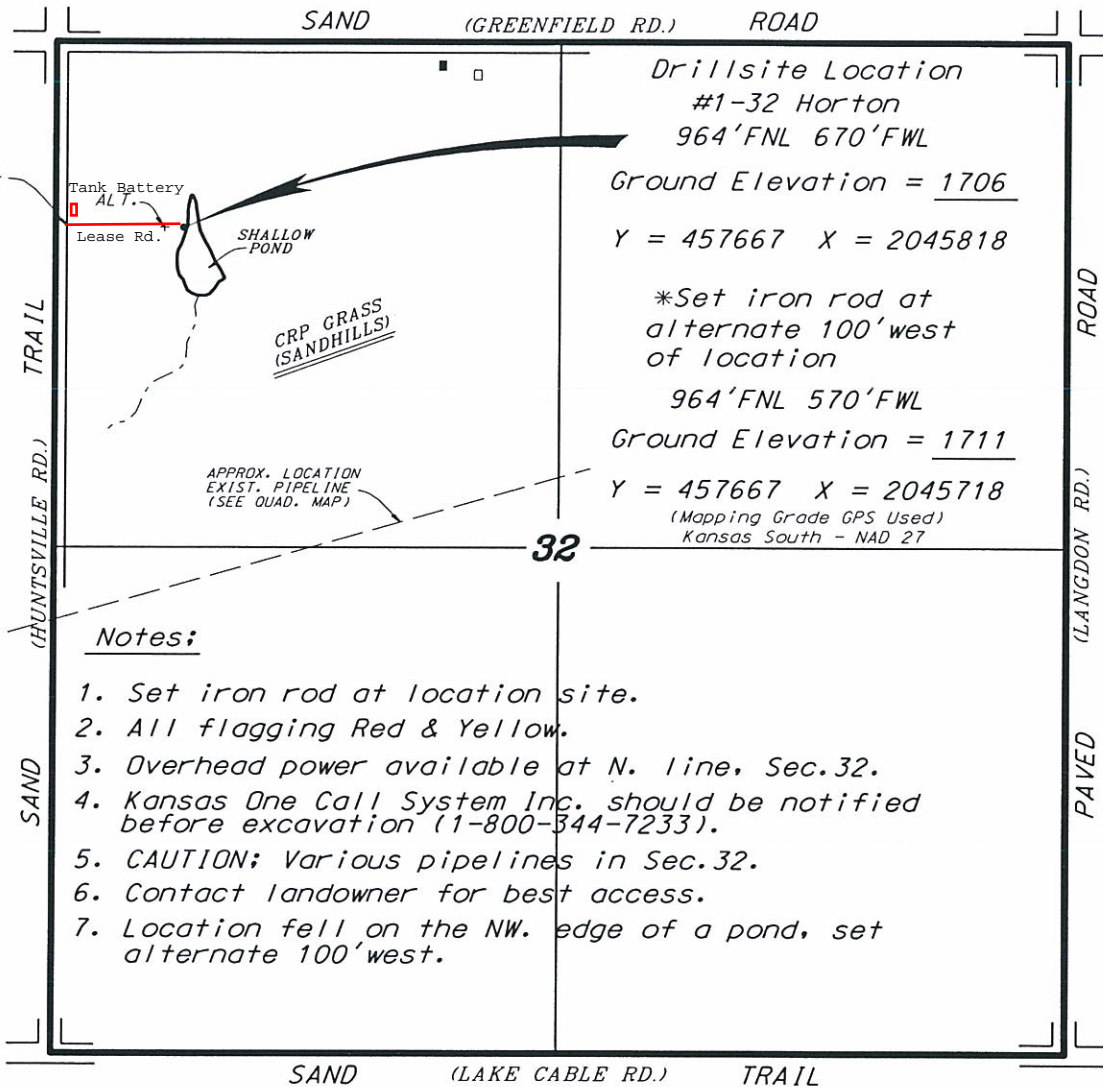 SAND (GREENFIELD RD.) ROAD
Drillsite Location
#1-32 Horton
964'FNL 670'FWL
Ground Elevation = 1706
Y = 457667 X = 2045818
*Set iron rod at
alternate 100'west
of location
964'FNL 570'FWL
Ground Elevation = 1711
Y = 457667 X = 2045718
(Mapping Grade GPS Used)
Kansas South - NAD 27
Tank Battery
ALT.
Lease Rd.
SHALLOW
POND
CRP GRASS
(SANDHILLS)
APPROX. LOCATION
EXIST. PIPELINE
(SEE QUAD. MAP)
32
SAND (HUNTSVILLE RD.) TRAIL
PAVED (LANGDON RD.) ROAD
Notes:
1. Set iron rod at location site.
2. All flagging Red & Yellow.
3. Overhead power available at N. line, Sec.32.
4. Kansas One Call System Inc. should be notified
before excavation (1-800-344-7233).
5. CAUTION: Various pipelines in Sec.32.
6. Contact landowner for best access.
7. Location fell on the NW. edge of a pond, set
alternate 100'west.
SAND (LAKE CABLE RD.) TRAIL